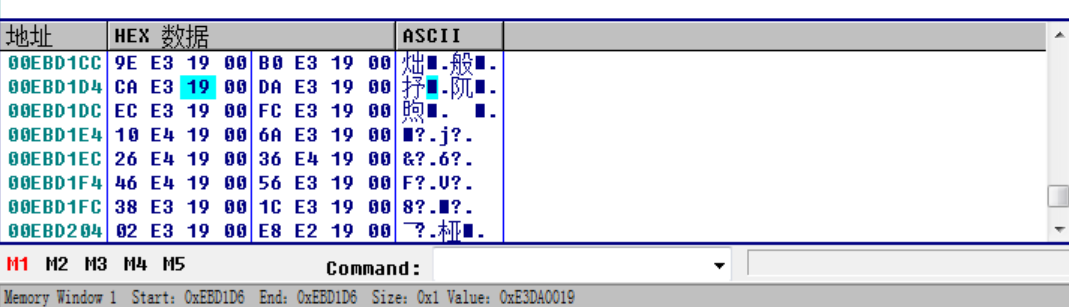 地址 HEX 数据 ASCII
00EBD1CC 9E E3 19 00 B0 E3 19 00 炪■.般■.
00EBD1D4 CA E3 19 00 DA E3 19 00 抒■.阢■.
00EBD1DC EC E3 19 00 FC E3 19 00 煦■. ■.
00EBD1E4 10 E4 19 00 6A E3 19 00 ■?.j?.
00EBD1EC 26 E4 19 00 36 E4 19 00 &?.6?.
00EBD1F4 46 E4 19 00 56 E3 19 00 F?.V?.
00EBD1FC 38 E3 19 00 1C E3 19 00 8?.■?.
00EBD204 02 E3 19 00 E8 E2 19 00 ?.桠■.
M1 M2 M3 M4 M5 Command:
Memory Window 1 Start: 0xEBD1D6 End: 0xEBD1D6 Size: 0x1 Value: 0xE3DA0019